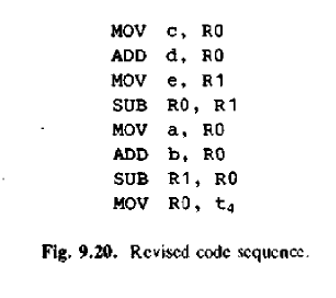 MOV c, R0
ADD d, R0
MOV e, R1
SUB R0, R1
MOV a, R0
ADD b, R0
SUB R1, R0
MOV R0, t₄
Fig. 9.20. Revised code sequence.